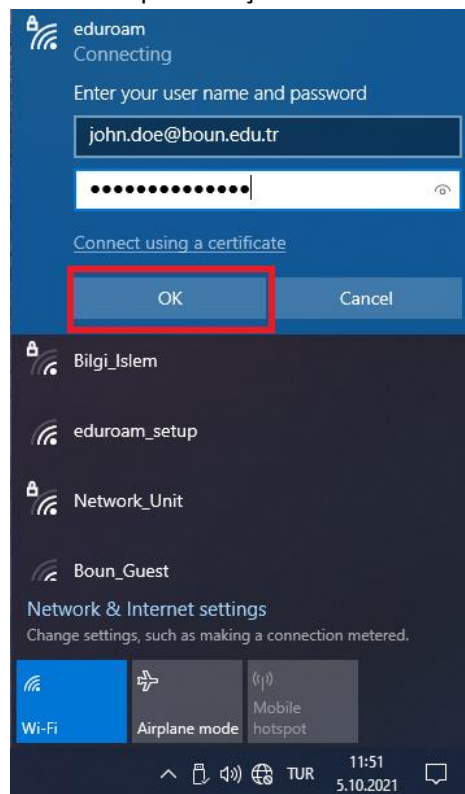 eduroam
Connecting
Enter your user name and password
john.doe@boun.edu.tr
••••••••••••••
Connect using a certificate
OK Cancel
Bilgi_Islem
eduroam_setup
Network_Unit
Boun_Guest
Network & Internet settings
Change settings, such as making a connection metered.
Wi-Fi
Airplane mode
Mobile
hotspot
TUR
11:51
5.10.2021